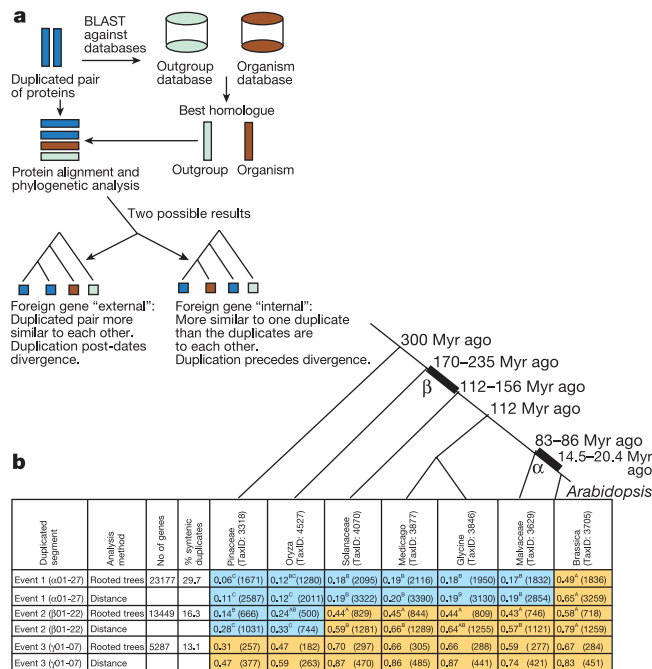 a
BLAST
against
databases
Duplicated pair
of proteins
Outgroup
database
Organism
database
Best homologue
Outgroup
Organism
Protein alignment and
phylogenetic analysis
Two possible results
Foreign gene "external":
Duplicated pair more
similar to each other.
Duplication post-dates
divergence.
Foreign gene "internal":
More similar to one duplicate
than the duplicates are
to each other.
Duplication precedes divergence.
300 Myr ago
170–235 Myr ago
β
112–156 Myr ago
112 Myr ago
83–86 Myr ago
α
14.5–20.4 Myr
ago
Arabidopsis
b
Duplicated
segment
Analysis
method
No of genes
% syntenic
duplicates
Pinaceae
(TaxID: 3318)
Oryza
(TaxID: 4527)
Solanaceae
(TaxID: 4070)
Medicago
(TaxID: 3877)
Glycine
(TaxID: 3846)
Malvaceae
(TaxID: 3629)
Brassica
(TaxID: 3705)
Event 1 (α01-27) Rooted trees 23177 29.7 0.06C (1671) 0.12BC (1280) 0.18B (2095) 0.19B (2116) 0.18B (1950) 0.17B (1832) 0.49A (1836)
Event 1 (α01-27) Distance 0.11C (2587) 0.12C (2011) 0.19B (3322) 0.20B (3390) 0.19B (3130) 0.19B (2854) 0.65A (3259)
Event 2 (β01-22) Rooted trees 13449 16.3 0.14B (666) 0.24AB (500) 0.44A (829) 0.45A (844) 0.44A (809) 0.43A (746) 0.58A (718)
Event 2 (β01-22) Distance 0.28C (1031) 0.33C (744) 0.59B (1281) 0.66B (1289) 0.64AB (1255) 0.57B (1121) 0.79A (1259)
Event 3 (γ01-07) Rooted trees 5287 13.1 0.31 (257) 0.47 (182) 0.70 (297) 0.66 (305) 0.66 (288) 0.59 (277) 0.67 (284)
Event 3 (γ01-07) Distance 0.47 (377) 0.59 (263) 0.87 (470) 0.86 (485) 0.87 (441) 0.74 (421) 0.83 (451)